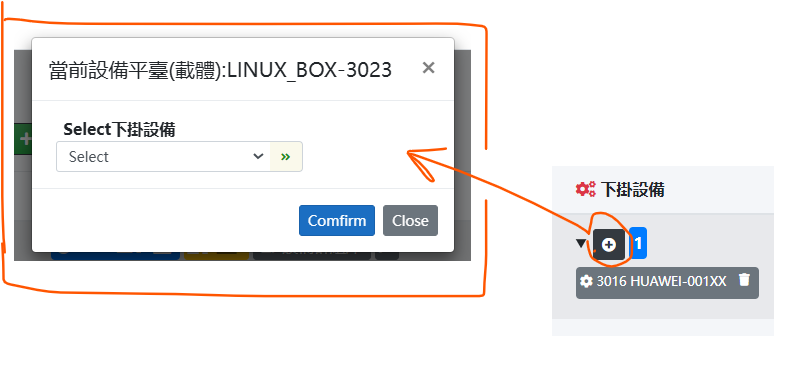 當前設備平臺(載體):LINUX_BOX-3023
×
Select下掛設備
Select
»
Confirm Close
下掛設備
1
3016 HUAWEI-001XX